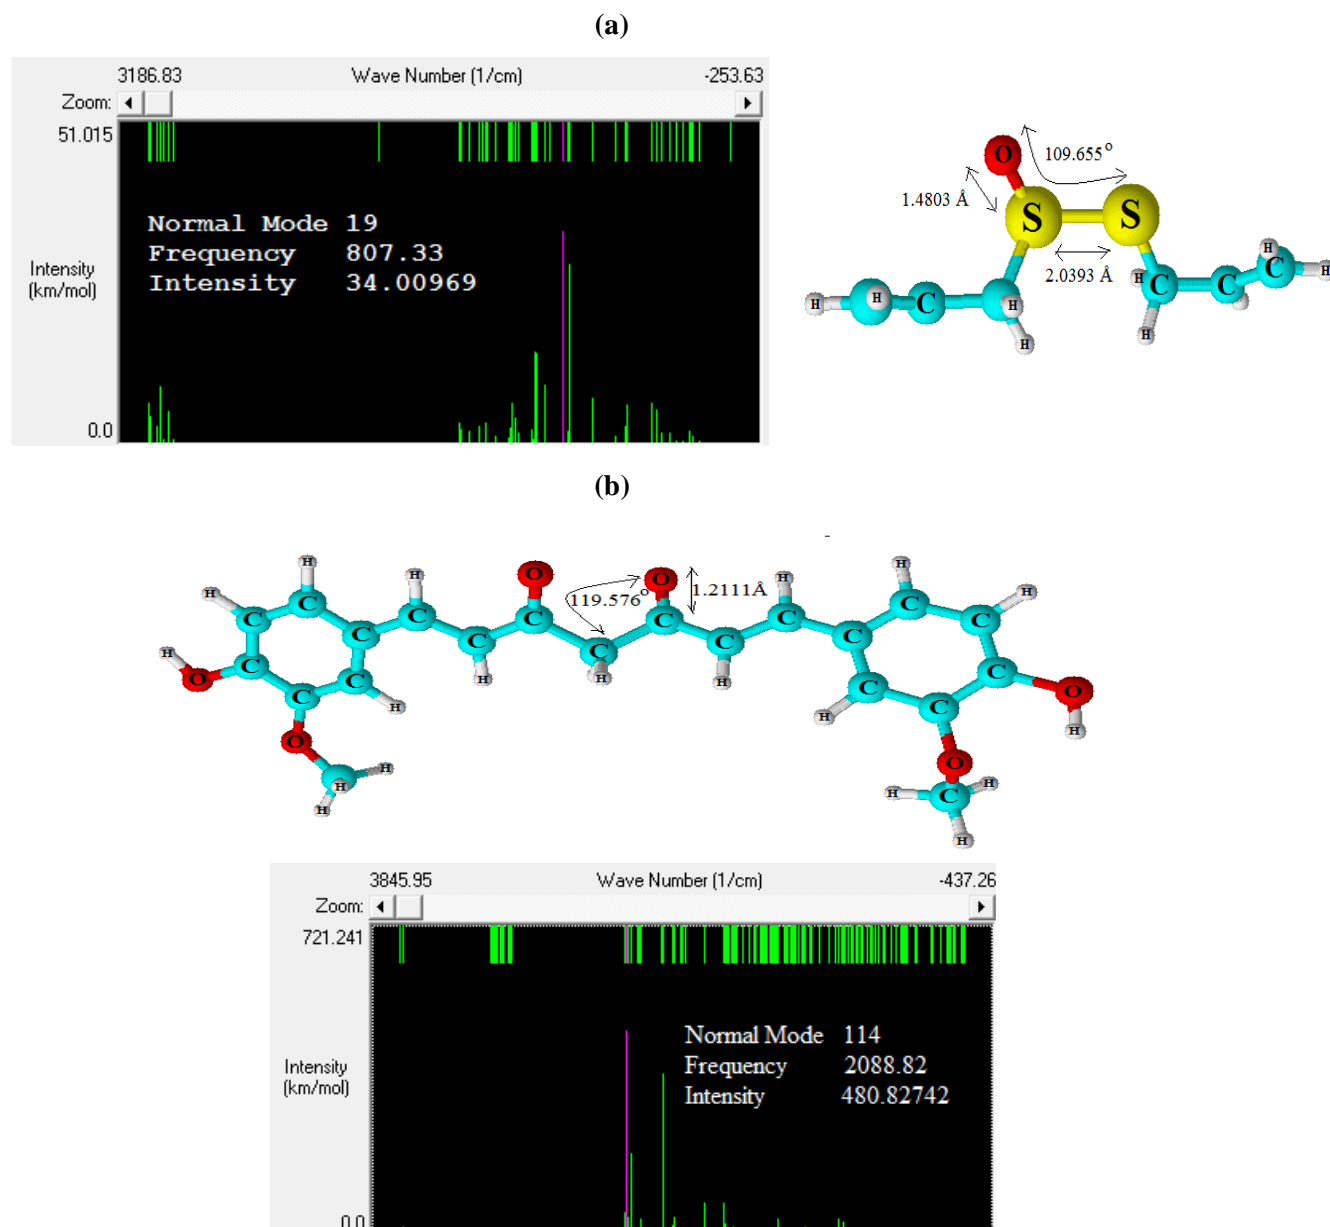 (a)
3186.83 Wave Number (1/cm) -253.63
Zoom:
51.015
Normal Mode 19
Frequency 807.33
Intensity 34.00969
Intensity
(km/mol)
0.0
109.655°
O
1.4803 Å
S S
2.0393 Å
H H C H H C C C H H
H H
(b)
H H H H H
O O
119.576° 1.2111Å
H H
C C C C C C C C
C C C C C C C
H C C C C
O C C H H H C C O
C H H C H
O O
C H H H C H
H H
3845.95 Wave Number (1/cm) -437.26
Zoom:
721.241
Normal Mode 114
Frequency 2088.82
Intensity 480.82742
Intensity
(km/mol)
0.0